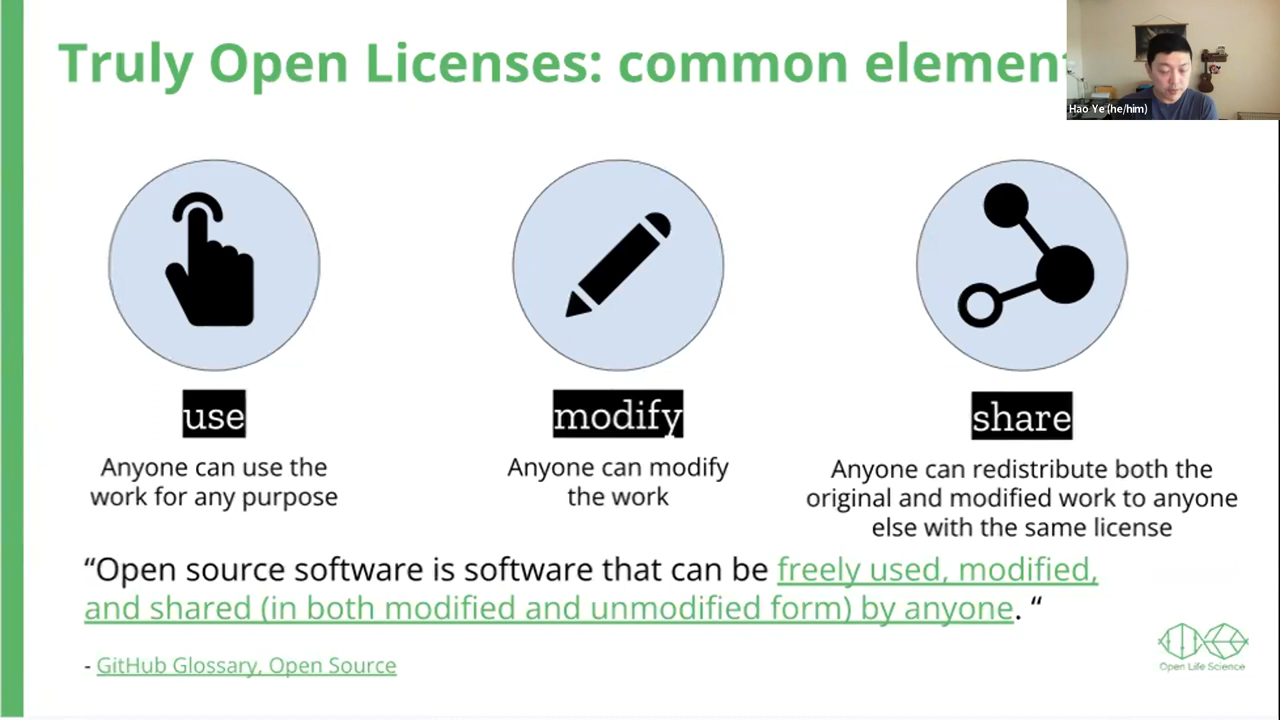 Truly Open Licenses: common element
Hao Ye (he/him)
use
Anyone can use the
work for any purpose
modify
Anyone can modify
the work
share
Anyone can redistribute both the
original and modified work to anyone
else with the same license
“Open source software is software that can be freely used, modified,
and shared (in both modified and unmodified form) by anyone. “
- GitHub Glossary, Open Source
Open Life Science